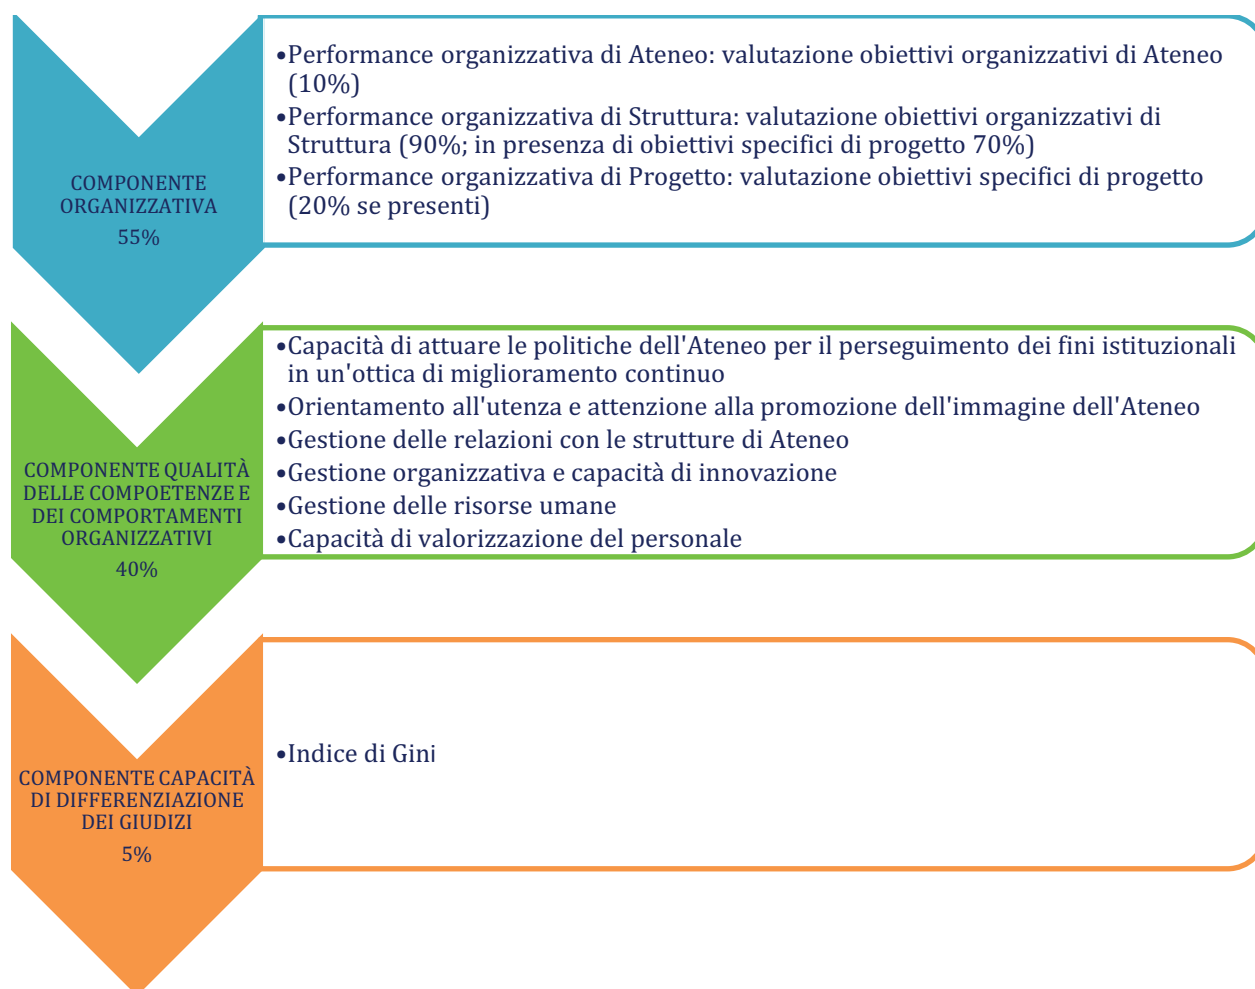 COMPONENTE
ORGANIZZATIVA
55%
•Performance organizzativa di Ateneo: valutazione obiettivi organizzativi di Ateneo
(10%)
•Performance organizzativa di Struttura: valutazione obiettivi organizzativi di
Struttura (90%; in presenza di obiettivi specifici di progetto 70%)
•Performance organizzativa di Progetto: valutazione obiettivi specifici di progetto
(20% se presenti)
COMPONENTE QUALITÀ
DELLE COMPOETENZE E
DEI COMPORTAMENTI
ORGANIZZATIVI
40%
•Capacità di attuare le politiche dell'Ateneo per il perseguimento dei fini istituzionali
in un'ottica di miglioramento continuo
•Orientamento all'utenza e attenzione alla promozione dell'immagine dell'Ateneo
•Gestione delle relazioni con le strutture di Ateneo
•Gestione organizzativa e capacità di innovazione
•Gestione delle risorse umane
•Capacità di valorizzazione del personale
COMPONENTE CAPACITÀ
DI DIFFERENZIAZIONE
DEI GIUDIZI
5%
•Indice di Gini